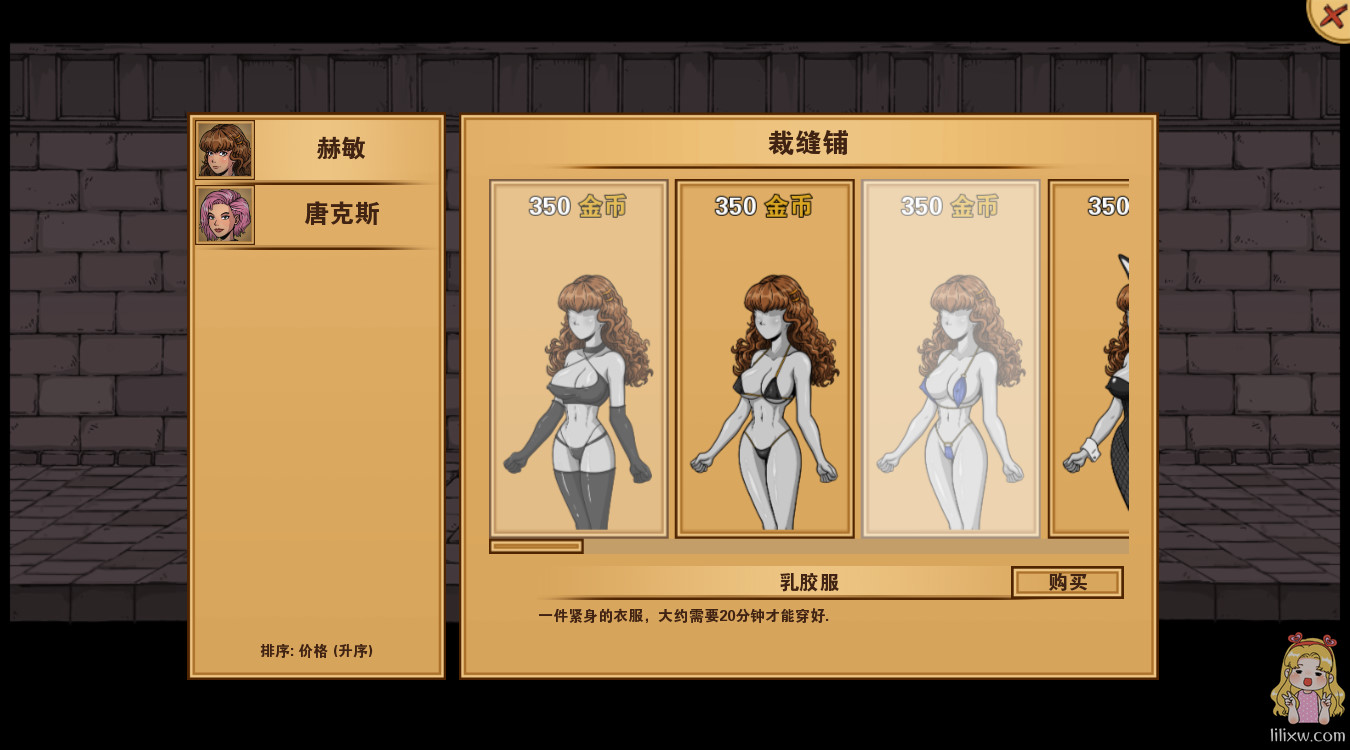 赫敏
唐克斯
排序: 价格 (升序)
裁缝铺
350 金币
350 金币
350 金币
350
乳胶服
购买
一件紧身的衣服，大约需要20分钟才能穿好.
lilixw.com